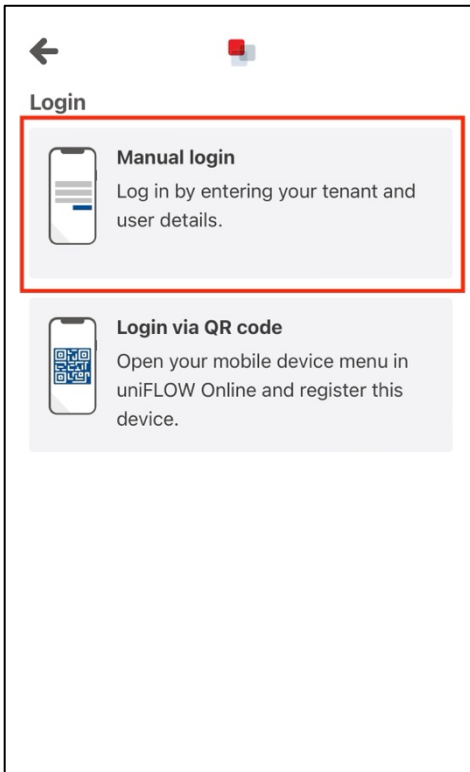 Login
Manual login
Log in by entering your tenant and
user details.
Login via QR code
Open your mobile device menu in
uniFLOW Online and register this
device.